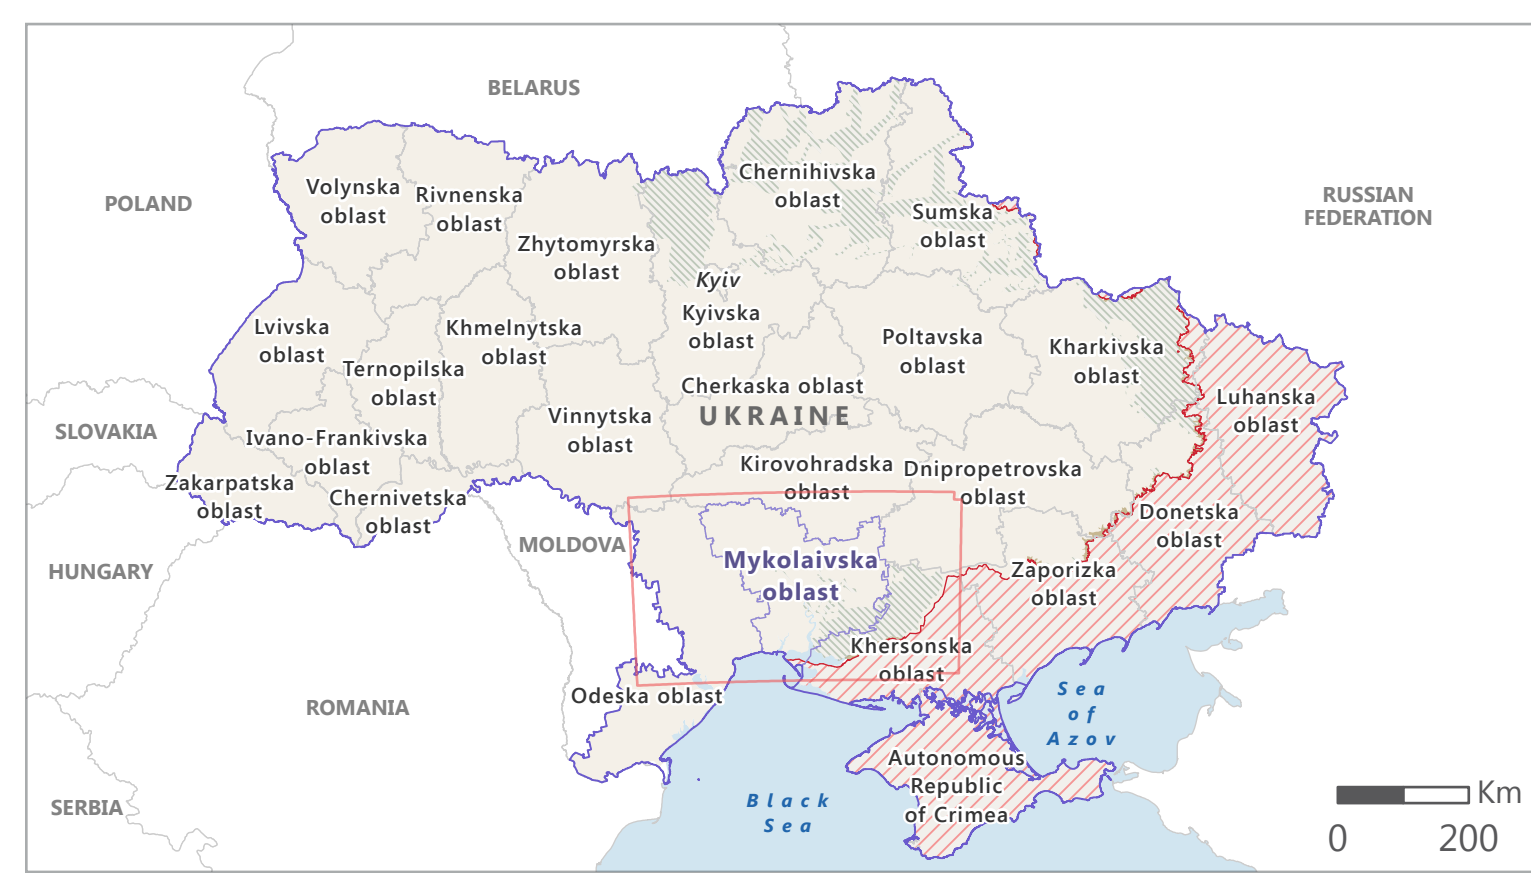 BELARUS
POLAND
RUSSIAN
FEDERATION
Volynska
oblast
Rivnenska
oblast
Zhytomyrska
oblast
Chernihivska
oblast
Sumska
oblast
Kyiv
Kyivska
oblast
Lvivska
oblast
Ternopilska
oblast
Khmelnytska
oblast
Poltavska
oblast
Kharkivska
oblast
Luhanska
oblast
Cherkaska oblast
UKRAINE
Vinnytska
oblast
SLOVAKIA
Ivano-Frankivska
oblast
Zakarpatska
oblast
Chernivetska
oblast
Kirovohradska
oblast
Dnipropetrovska
oblast
Donetska
oblast
MOLDOVA
HUNGARY
Mykolaivska
oblast
Zaporizka
oblast
Khersonska
oblast
Odeska oblast
ROMANIA
Sea
of
Azov
Autonomous
Republic
of Crimea
Black
Sea
SERBIA
Km
0 200